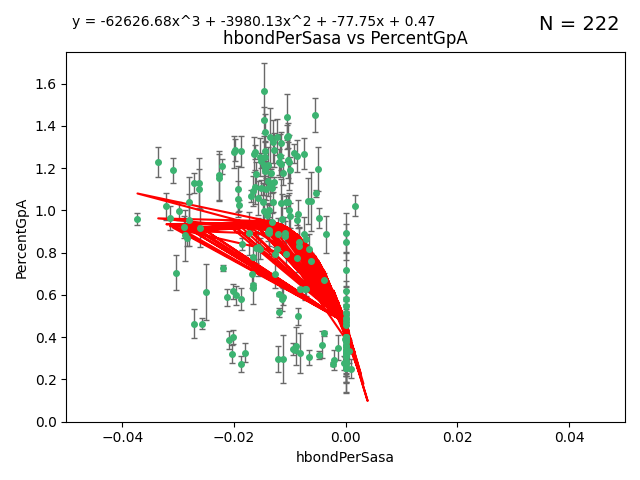 y = -62626.68x^3 + -3980.13x^2 + -77.75x + 0.47
N = 222
hbondPerSasa vs PercentGpA
1.6
1.4
1.2
1.0
0.8
0.6
0.4
0.2
0.0
PercentGpA
−0.04
−0.02
0.00
0.02
0.04
hbondPerSasa